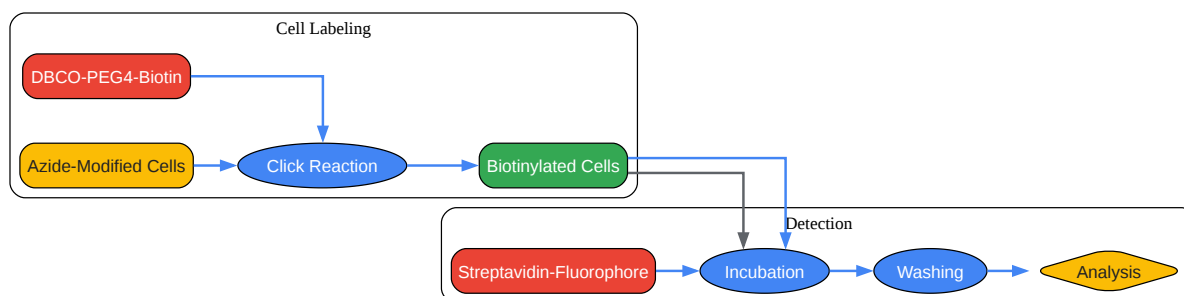 Cell Labeling
DBCO-PEG4-Biotin
Azide-Modified Cells
Click Reaction
Biotinylated Cells
Detection
Streptavidin-Fluorophore
Incubation
Washing
Analysis